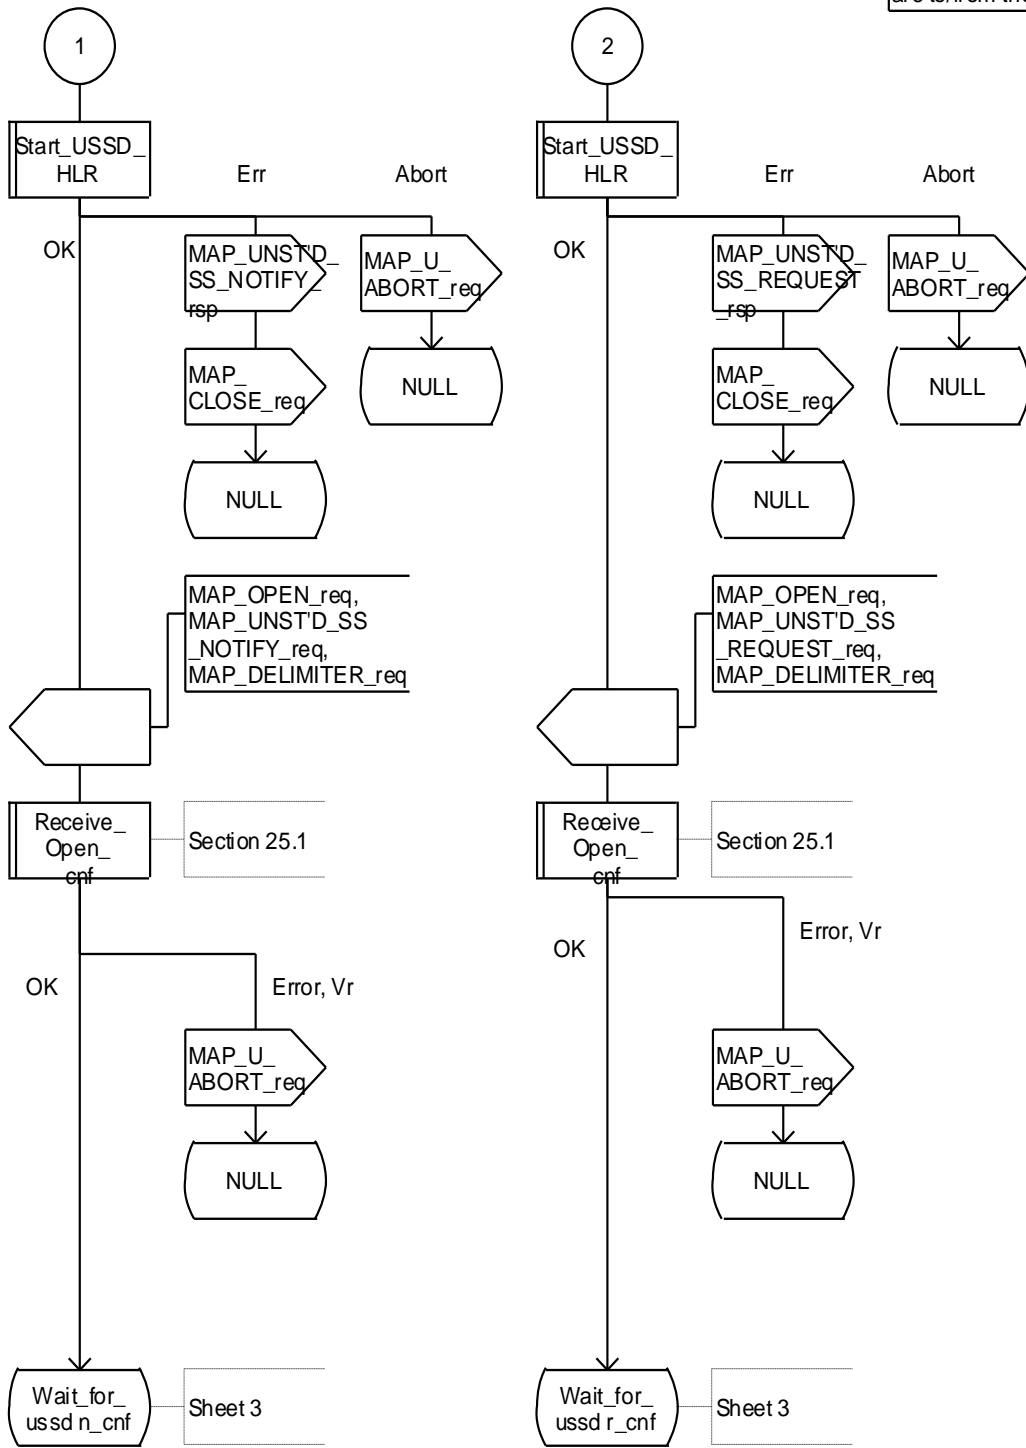 1
Start_USSD_
HLR
Err
Abort
OK
MAP_UNST'D_
SS_NOTIFY_
rsp
MAP_U_
ABORT_req
MAP_
CLOSE_req
NULL
NULL
MAP_OPEN_req,
MAP_UNST'D_SS
_NOTIFY_req,
MAP_DELIMITER_req
Receive_
Open_
cnf
Section 25.1
OK
Error, Vr
MAP_U_
ABORT_req
NULL
Wait_for_
ussd n_cnf
Sheet 3
2
Start_USSD_
HLR
Err
Abort
OK
MAP_UNST'D_
SS_REQUEST
_rsp
MAP_U_
ABORT_req
MAP_
CLOSE_req
NULL
NULL
MAP_OPEN_req,
MAP_UNST'D_SS
_REQUEST_req,
MAP_DELIMITER_req
Receive_
Open_
cnf
Section 25.1
OK
Error, Vr
MAP_U_
ABORT_req
NULL
Wait_for_
ussd r_cnf
Sheet 3